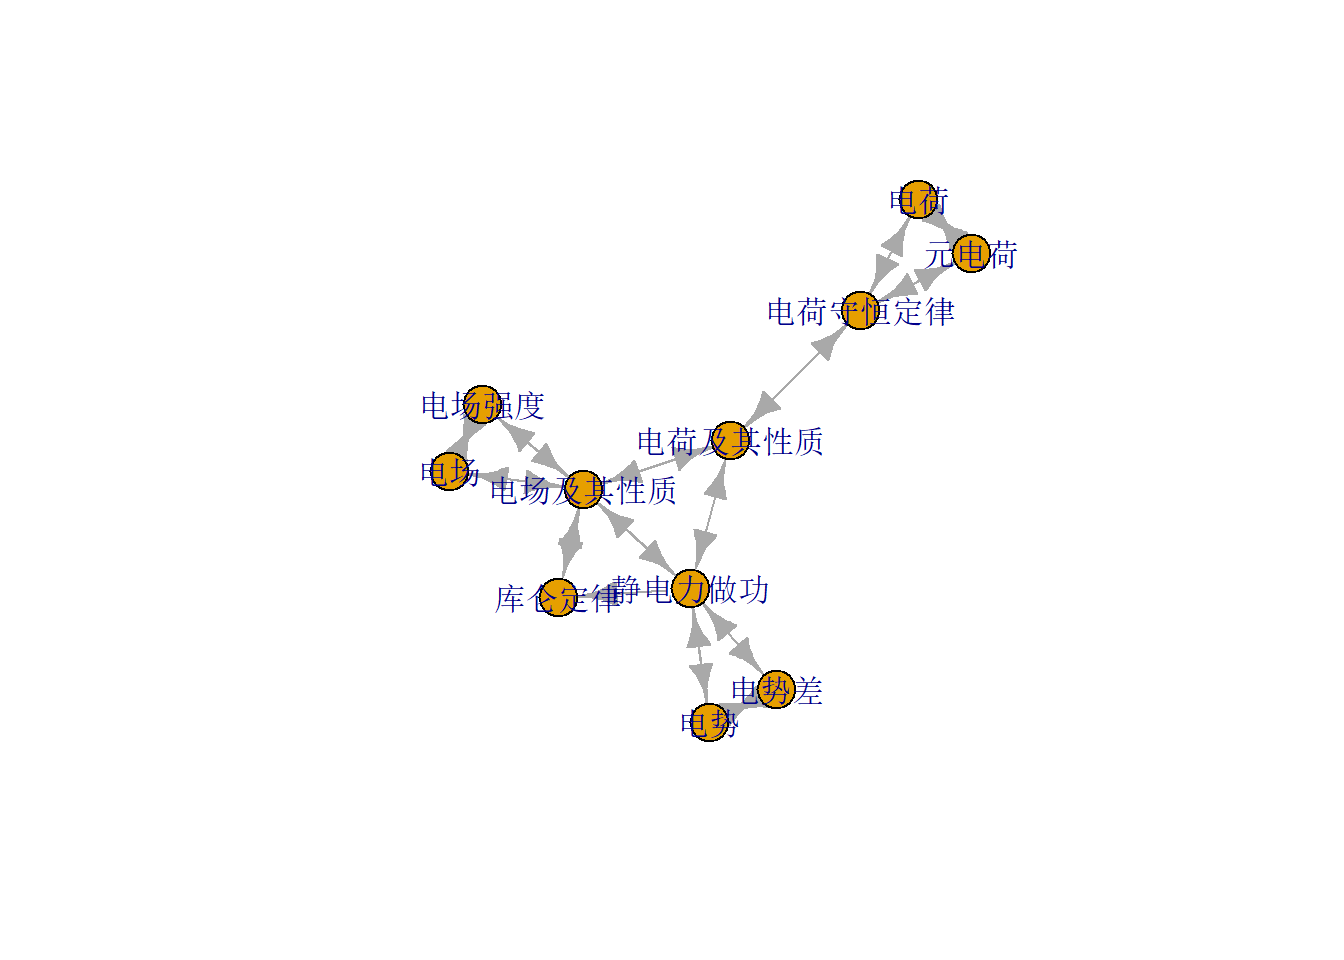 电荷
元电荷
电荷守恒定律
电场强度
电荷及其性质
电场
电场及其性质
静电力做功
库仑定律
电势差
电势